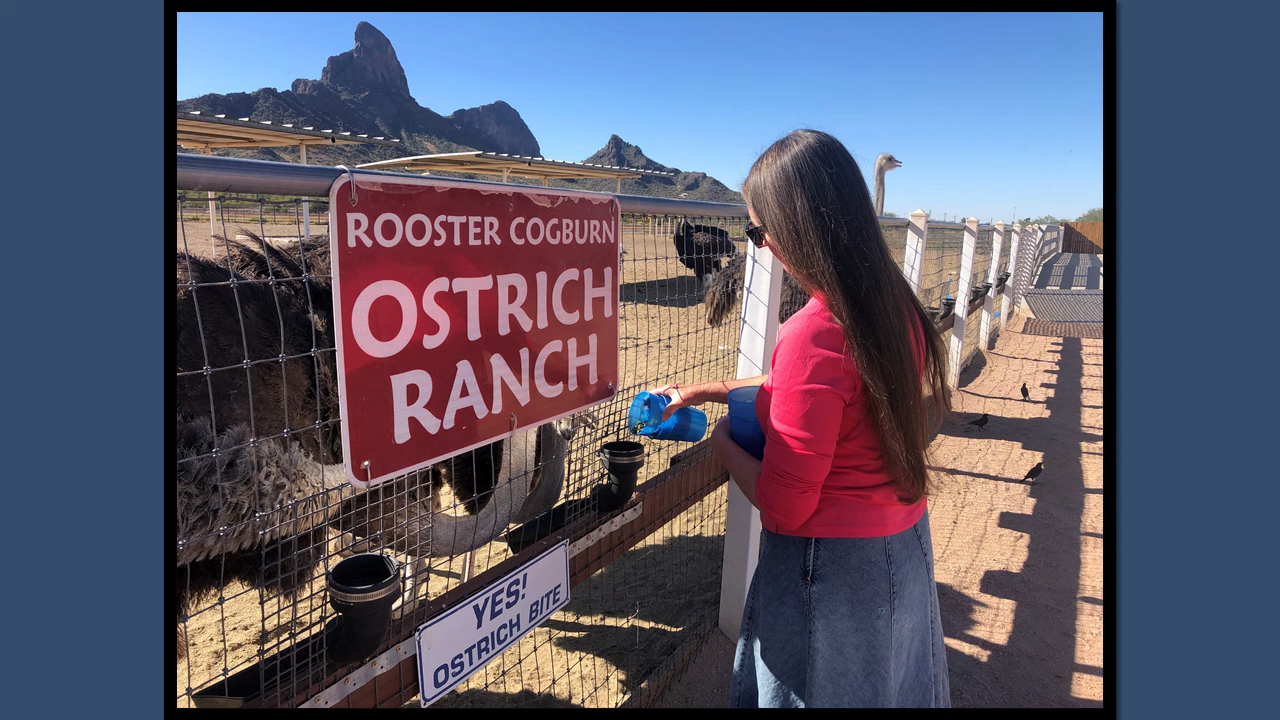 ROOSTER COGBURN
OSTRICH
RANCH
YES!
OSTRICH BITE